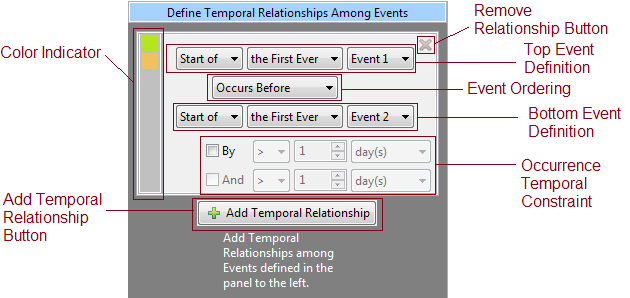 Define Temporal Relationships Among Events
Remove
Relationship Button
Color Indicator
Start of the First Ever Event 1
Top Event
Definition
Occurs Before
Event Ordering
Start of the First Ever Event 2
Bottom Event
Definition
By > 1 day(s)
And > 1 day(s)
Occurrence
Temporal
Constraint
Add Temporal
Relationship
Button
Add Temporal Relationship
Add Temporal
Relationships among
Events defined in the
panel to the left.